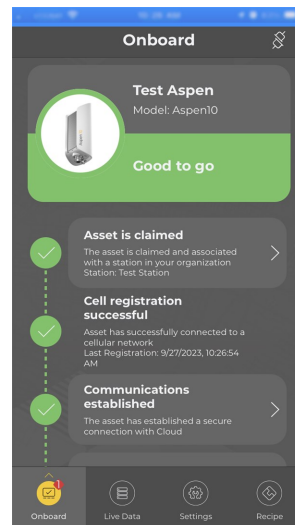 Onboard
Test Aspen
Model: Aspen10
Good to go
Asset is claimed
The asset is claimed and associated
with a station in your organization
Station: Test Station
Cell registration
successful
Asset has successfully connected to a
cellular network
Last Registration: 9/27/2023, 10:26:54
AM
Communications
established
The asset has established a secure
connection with Cloud
1
Onboard
Live Data
Settings
Recipe